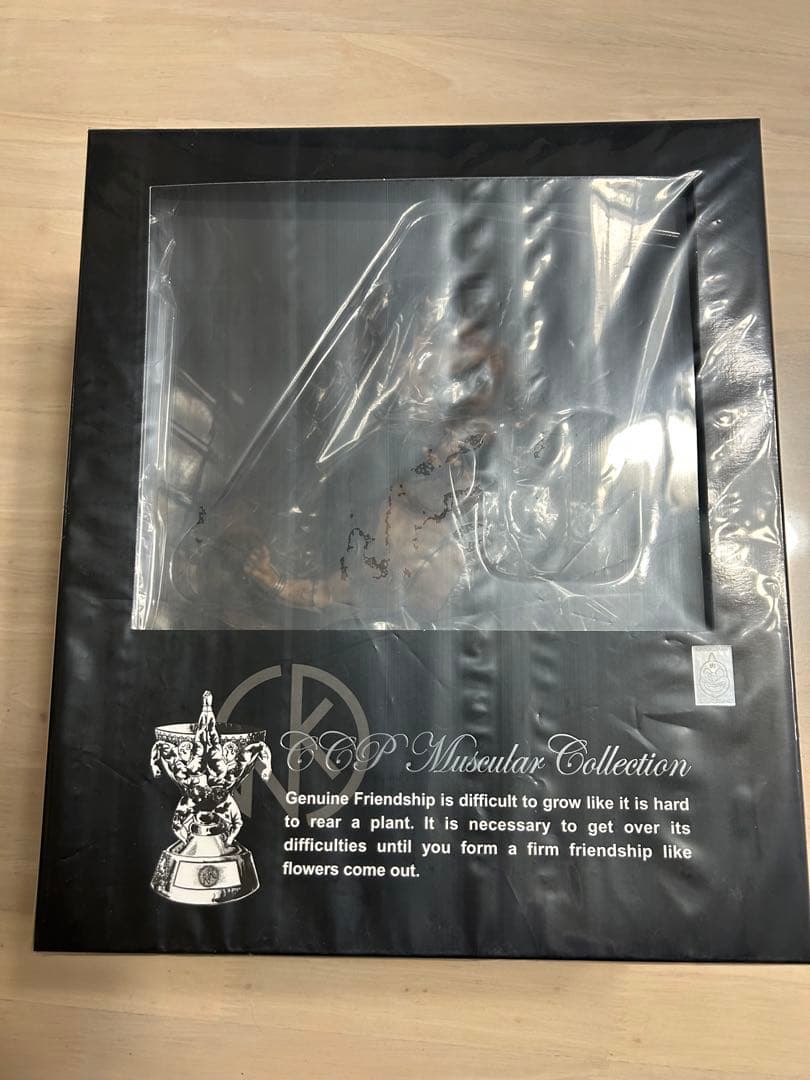 CCP Muscular Collection
Genuine Friendship is difficult to grow like it is hard
to rear a plant. It is necessary to get over its
difficulties until you form a firm friendship like
flowers come out.